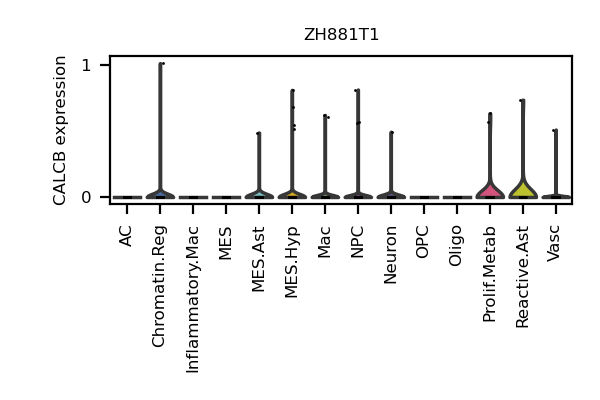 ZH881T1
CALCB expression
1
0
AC
Chromatin.Reg
Inflammatory.Mac
MES
MES.Ast
MES.Hyp
Mac
NPC
Neuron
OPC
Oligo
Prolif.Metab
Reactive.Ast
Vasc